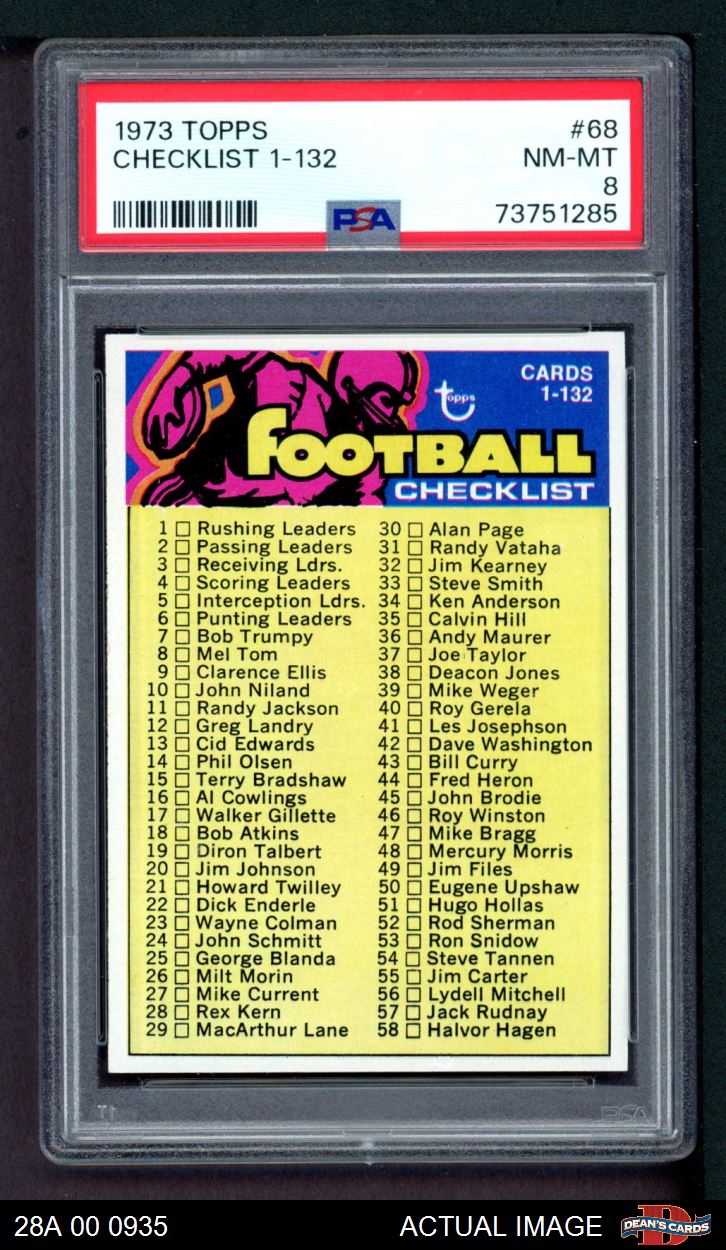 1973 TOPPS #68
CHECKLIST 1-132 NM-MT
8
PSA 73751285
CARDS
1-132
topps
FOOTBALL
CHECKLIST
1 □ Rushing Leaders 30 □ Alan Page
2 □ Passing Leaders 31 □ Randy Vataha
3 □ Receiving Ldrs. 32 □ Jim Kearney
4 □ Scoring Leaders 33 □ Steve Smith
5 □ Interception Ldrs. 34 □ Ken Anderson
6 □ Punting Leaders 35 □ Calvin Hill
7 □ Bob Trumpy 36 □ Andy Maurer
8 □ Mel Tom 37 □ Joe Taylor
9 □ Clarence Ellis 38 □ Deacon Jones
10 □ John Niland 39 □ Mike Weger
11 □ Randy Jackson 40 □ Roy Gerela
12 □ Greg Landry 41 □ Les Josephson
13 □ Cid Edwards 42 □ Dave Washington
14 □ Phil Olsen 43 □ Bill Curry
15 □ Terry Bradshaw 44 □ Fred Heron
16 □ Al Cowlings 45 □ John Brodie
17 □ Walker Gillette 46 □ Roy Winston
18 □ Bob Atkins 47 □ Mike Bragg
19 □ Diron Talbert 48 □ Mercury Morris
20 □ Jim Johnson 49 □ Jim Files
21 □ Howard Twilley 50 □ Eugene Upshaw
22 □ Dick Enderle 51 □ Hugo Hollas
23 □ Wayne Colman 52 □ Rod Sherman
24 □ John Schmitt 53 □ Ron Snidow
25 □ George Blanda 54 □ Steve Tannen
26 □ Milt Morin 55 □ Jim Carter
27 □ Mike Current 56 □ Lydell Mitchell
28 □ Rex Kern 57 □ Jack Rudnay
29 □ MacArthur Lane 58 □ Halvor Hagen
PSA
28A 00 0935 ACTUAL IMAGE DEAN'S CARDS